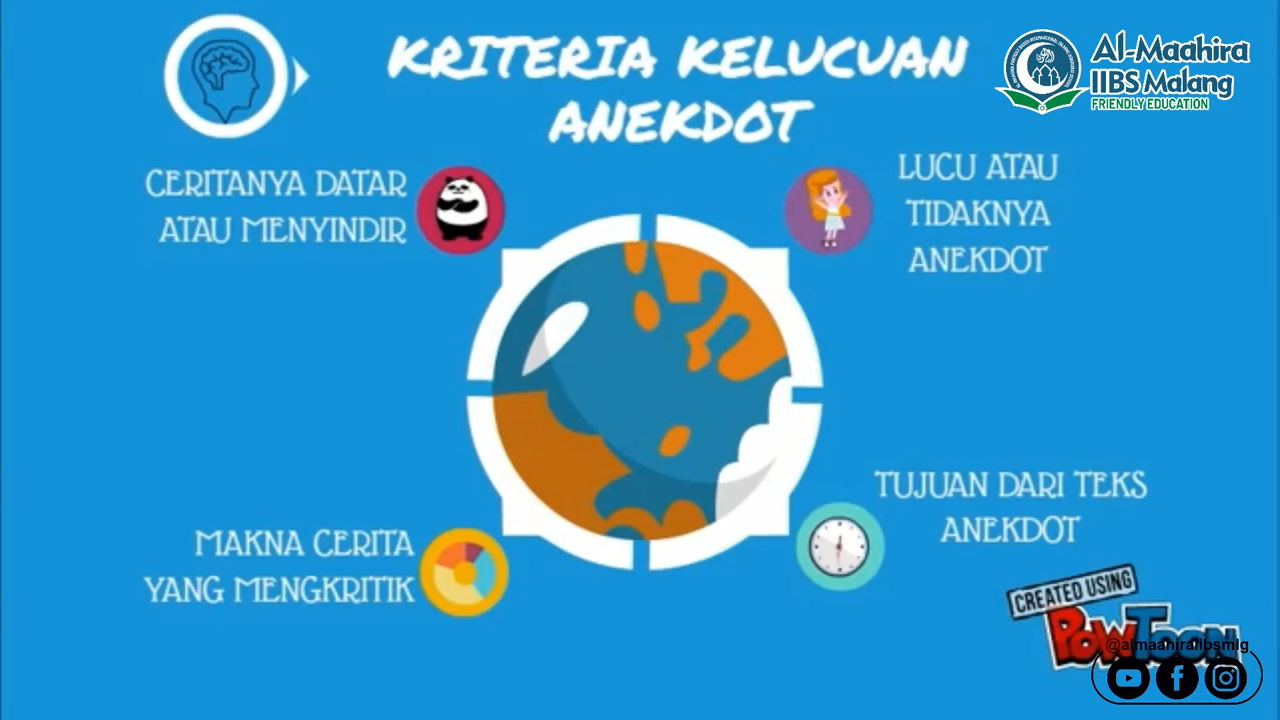 KRITERIA KELUCUAN
ANEKDOT
Al-Maahira
IIBS Malang
FRIENDLY EDUCATION
CERITANYA DATAR
ATAU MENYINDIR
LUCU ATAU
TIDAKNYA
ANEKDOT
MAKNA CERITA
YANG MENGKRITIK
TUJUAN DARI TEKS
ANEKDOT
CREATED USING
POWTOON
@almaahiraiibsmlg